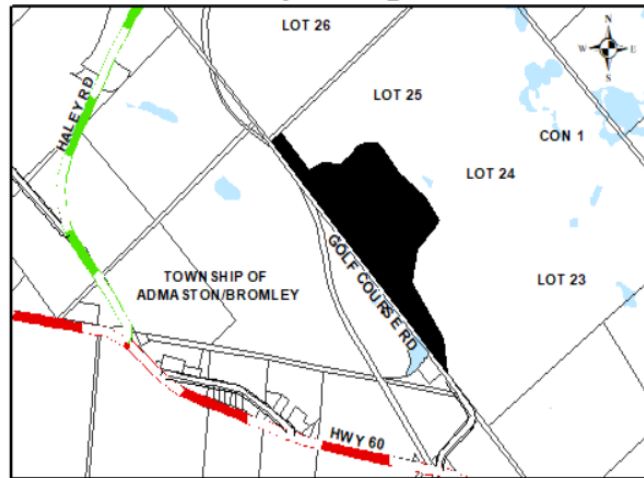 LOT 26
N
W E
S
LOT 25
HALEY RD
CON 1
LOT 24
GOLF COURSE RD
TOWNSHIP OF
ADMASTON/BROMLEY
LOT 23
HWY 60